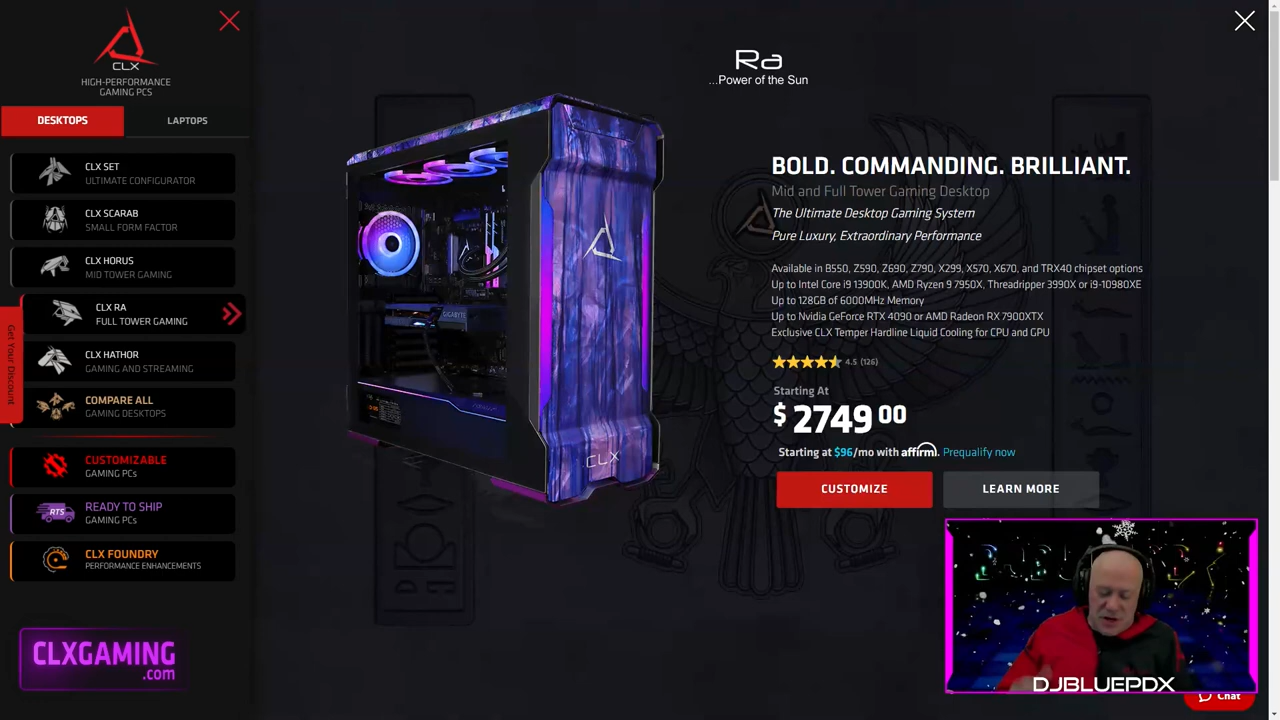 CLX
HIGH-PERFORMANCE
GAMING PCS
DESKTOPS
LAPTOPS
CLX SET
ULTIMATE CONFIGURATOR
CLX SCARAB
SMALL FORM FACTOR
CLX HORUS
MID TOWER GAMING
CLX RA
FULL TOWER GAMING
CLX HATHOR
GAMING AND STREAMING
COMPARE ALL
GAMING DESKTOPS
CUSTOMIZABLE
GAMING PCs
RTS
READY TO SHIP
GAMING PCs
CLX FOUNDRY
PERFORMANCE ENHANCEMENTS
Get Your Discount
CLXGAMING
.com
Ra
...Power of the Sun
GIGABYTE
CLX
BOLD. COMMANDING. BRILLIANT.
Mid and Full Tower Gaming Desktop
The Ultimate Desktop Gaming System
Pure Luxury, Extraordinary Performance
Available in B550, Z590, Z690, Z790, X299, X570, X670, and TRX40 chipset options
Up to Intel Core i9 13900K, AMD Ryzen 9 7950X, Threadripper 3990X or i9-10980XE
Up to 128GB of 6000MHz Memory
Up to Nvidia GeForce RTX 4090 or AMD Radeon RX 7900XTX
Exclusive CLX Temper Hardline Liquid Cooling for CPU and GPU
4.5 (126)
Starting At
$ 2749 00
Starting at $96/mo with affirm. Prequalify now
CUSTOMIZE
LEARN MORE
DJBLUEPDX
Chat